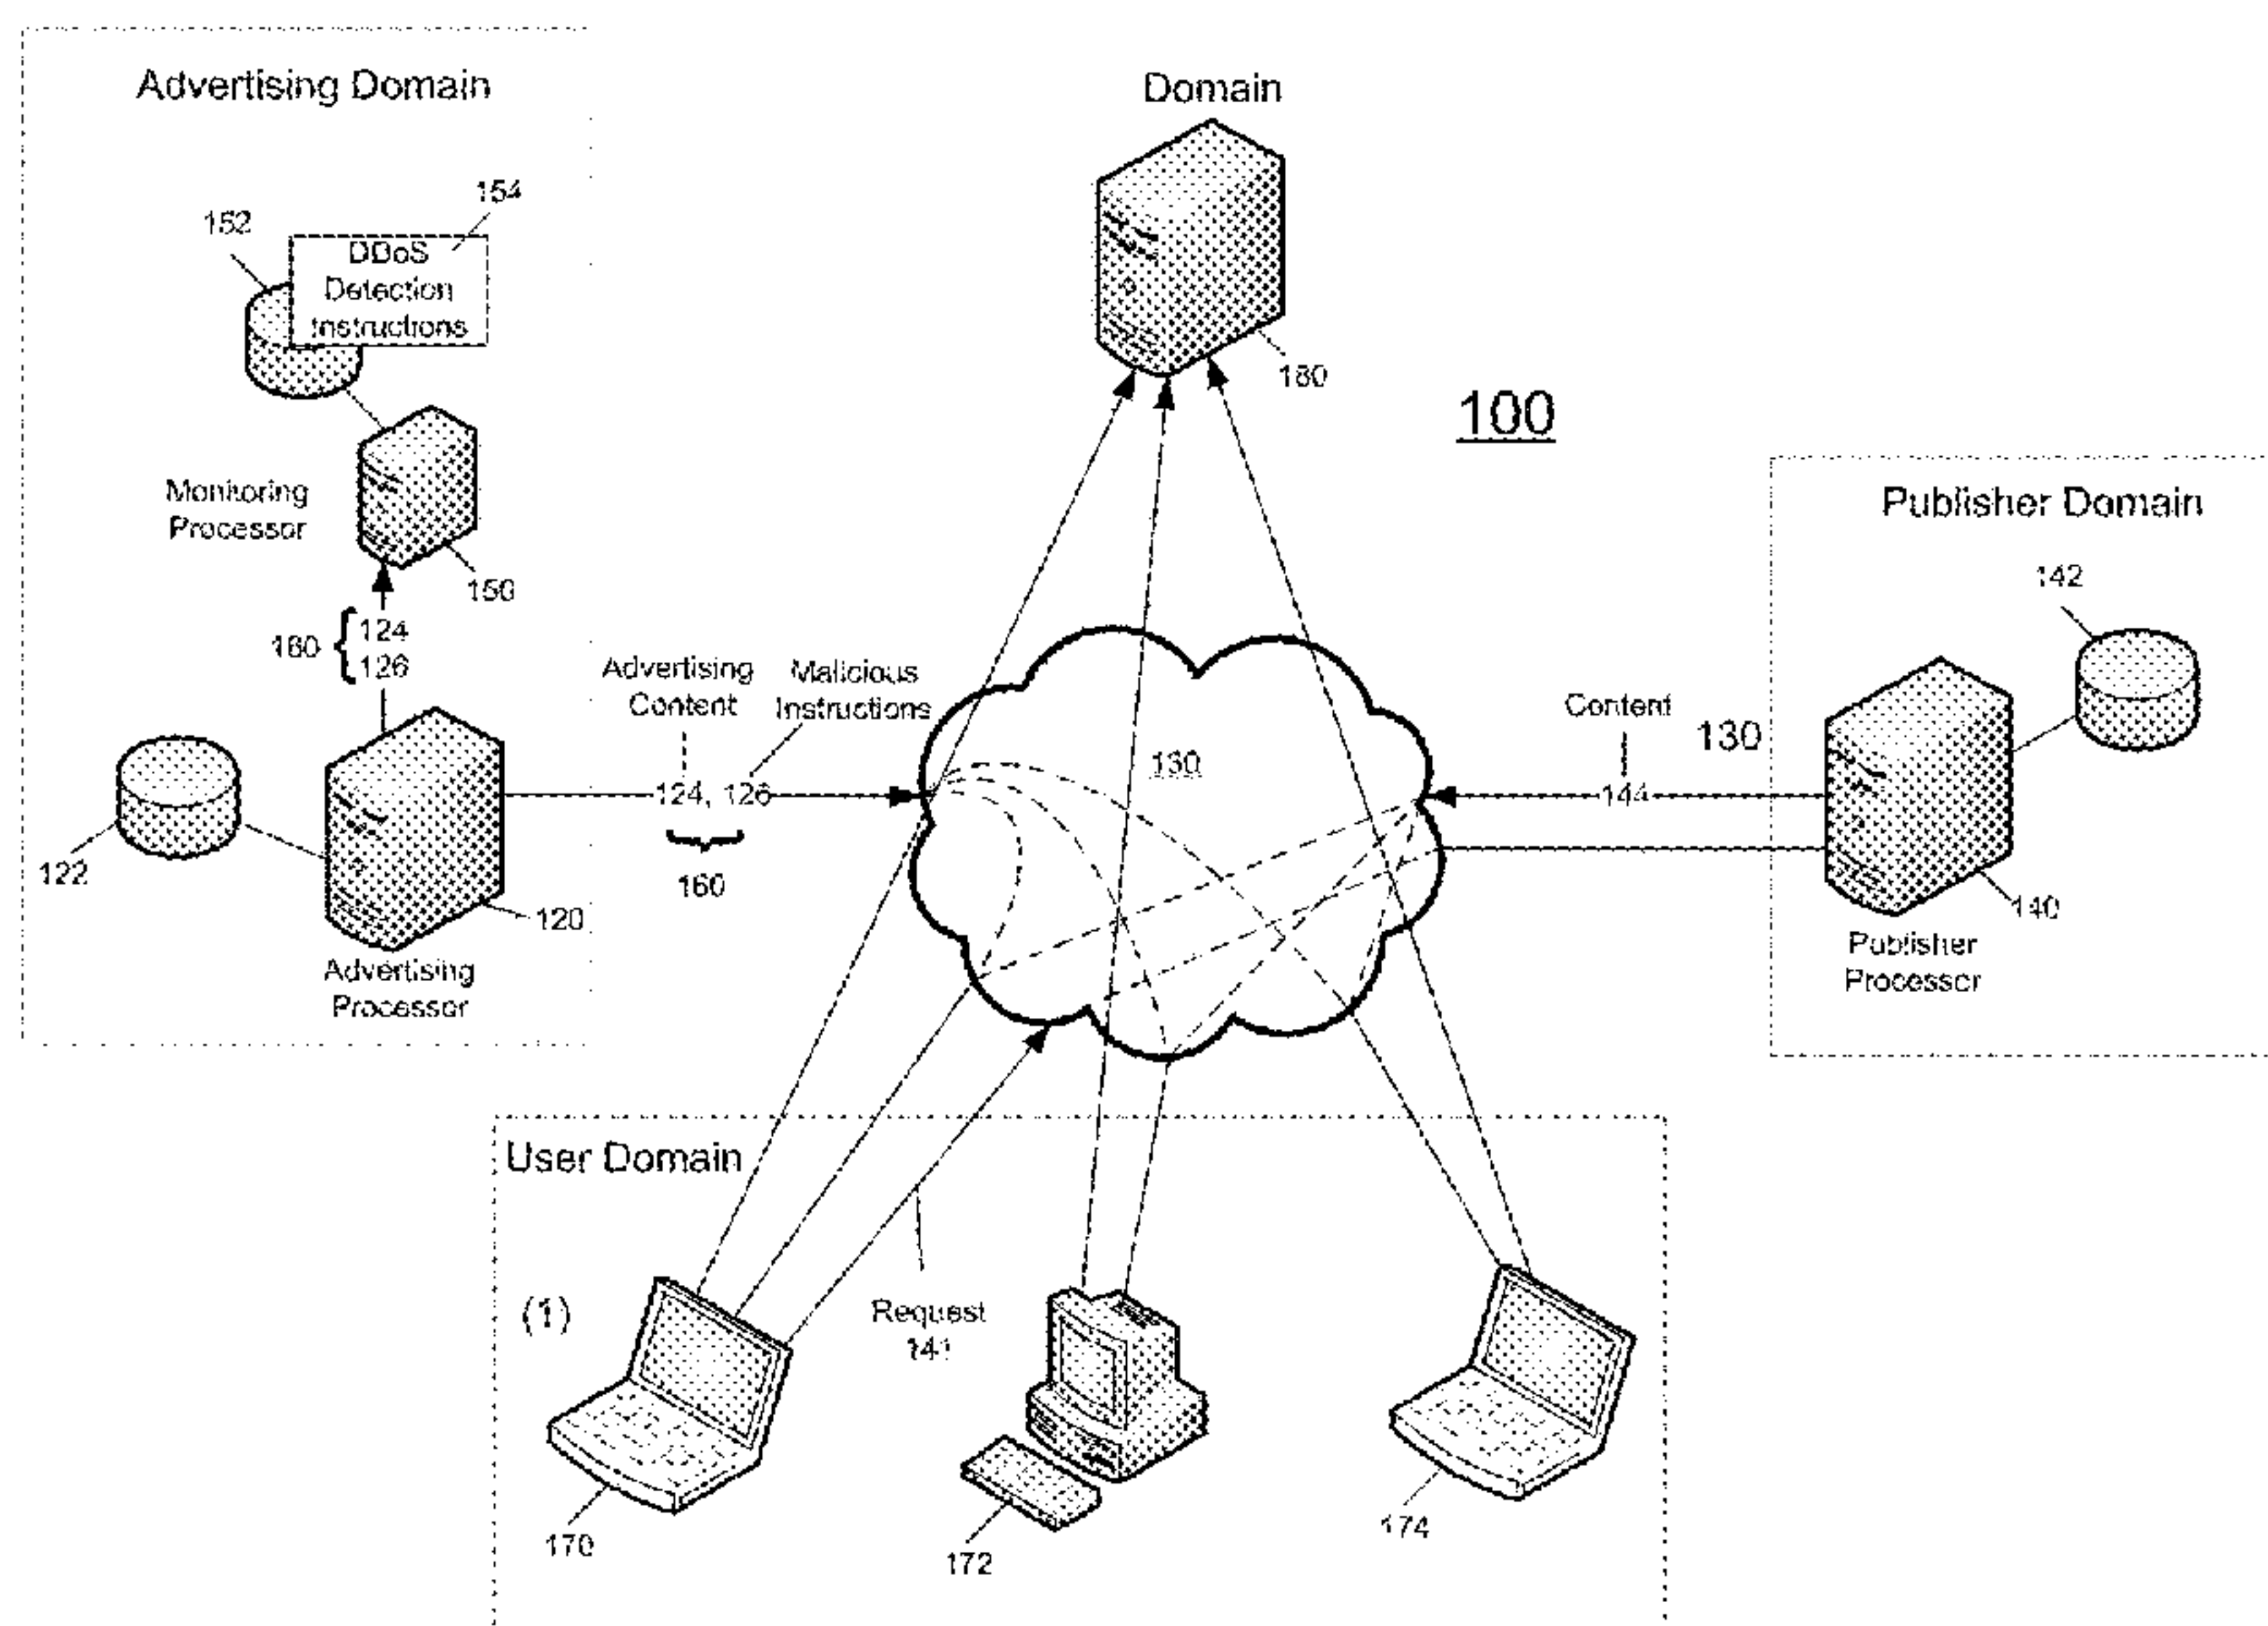 Advertising Domain
Domain
154
152
DDoS
Detection
Instructions
180
100
Monitoring
Processor
Publisher Domain
150
142
160
124
126
Advertising
Content
Malicious
Instructions
Content
130
130
124, 126
144
122
160
120
140
Advertising
Processor
Publisher
Processor
User Domain
(1)
Request
141
170
172
174